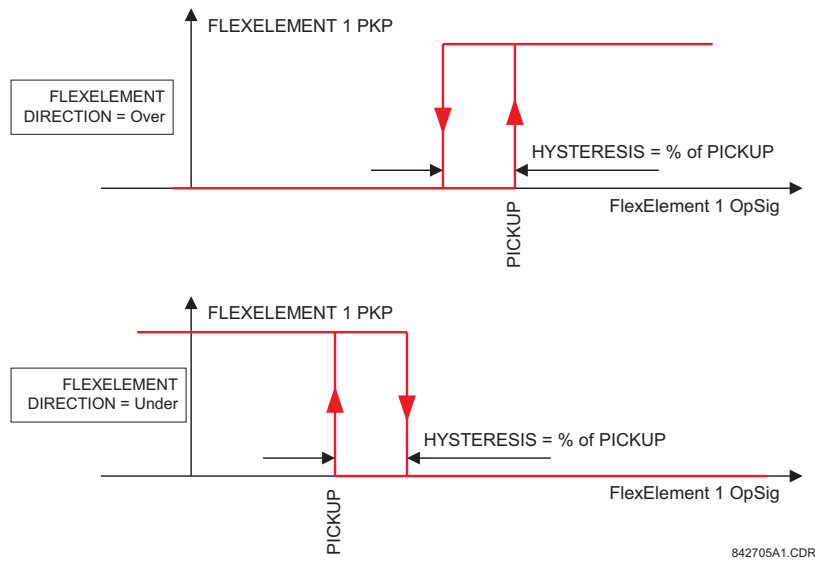 FLEXELEMENT 1 PKP
FLEXELEMENT
DIRECTION = Over
HYSTERESIS = % of PICKUP
FlexElement 1 OpSig
PICKUP
FLEXELEMENT 1 PKP
FLEXELEMENT
DIRECTION = Under
HYSTERESIS = % of PICKUP
FlexElement 1 OpSig
PICKUP
842705A1.CDR